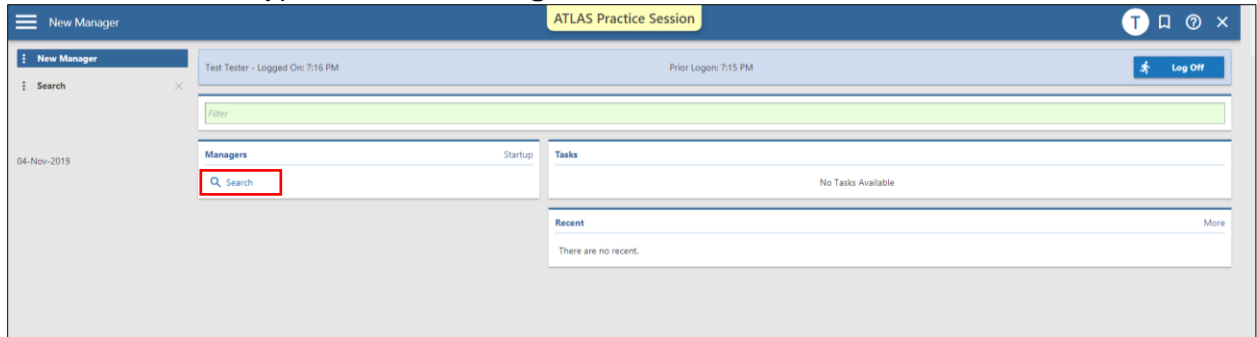 New Manager
ATLAS Practice Session
T
New Manager
Search
04-Nov-2019
Test Tester - Logged On: 7:16 PM
Prior Logon: 7:15 PM
Log Off
Filter
Managers
Startup
Search
Tasks
No Tasks Available
Recent
More
There are no recent.